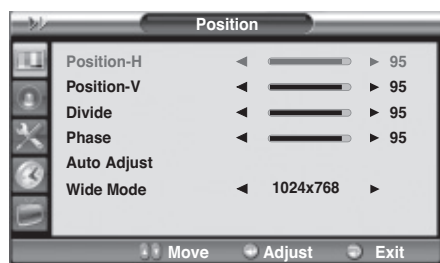 Position
Position-H 95
Position-V 95
Divide 95
Phase 95
Auto Adjust
Wide Mode 1024x768
Move Adjust Exit